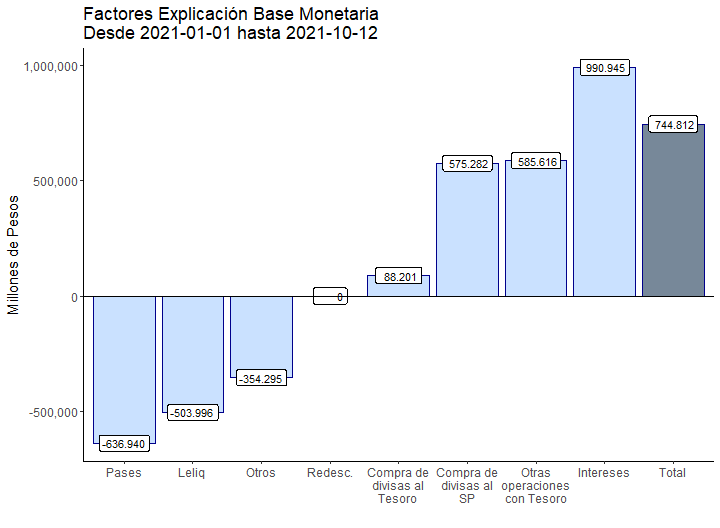 Factores Explicación Base Monetaria
Desde 2021-01-01 hasta 2021-10-12
Millones de Pesos
1,000,000
500,000
0
-500,000
-636.940
-503.996
-354.295
0
88.201
575.282
585.616
990.945
744.812
Pases
Leliq
Otros
Redesc.
Compra de
divisas al
Tesoro
Compra de
divisas al
SP
Otras
operaciones
con Tesoro
Intereses
Total